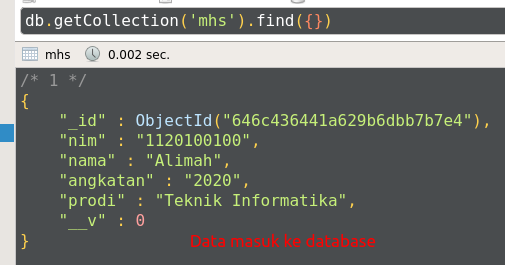 db.getCollection('mhs').find({})
mhs 0.002 sec.
/* 1 */
{
"_id" : ObjectId("646c436441a629b6dbb7b7e4"),
"nim" : "1120100100",
"nama" : "Alimah",
"angkatan" : "2020",
"prodi" : "Teknik Informatika",
"__v" : 0
}
Data masuk ke database